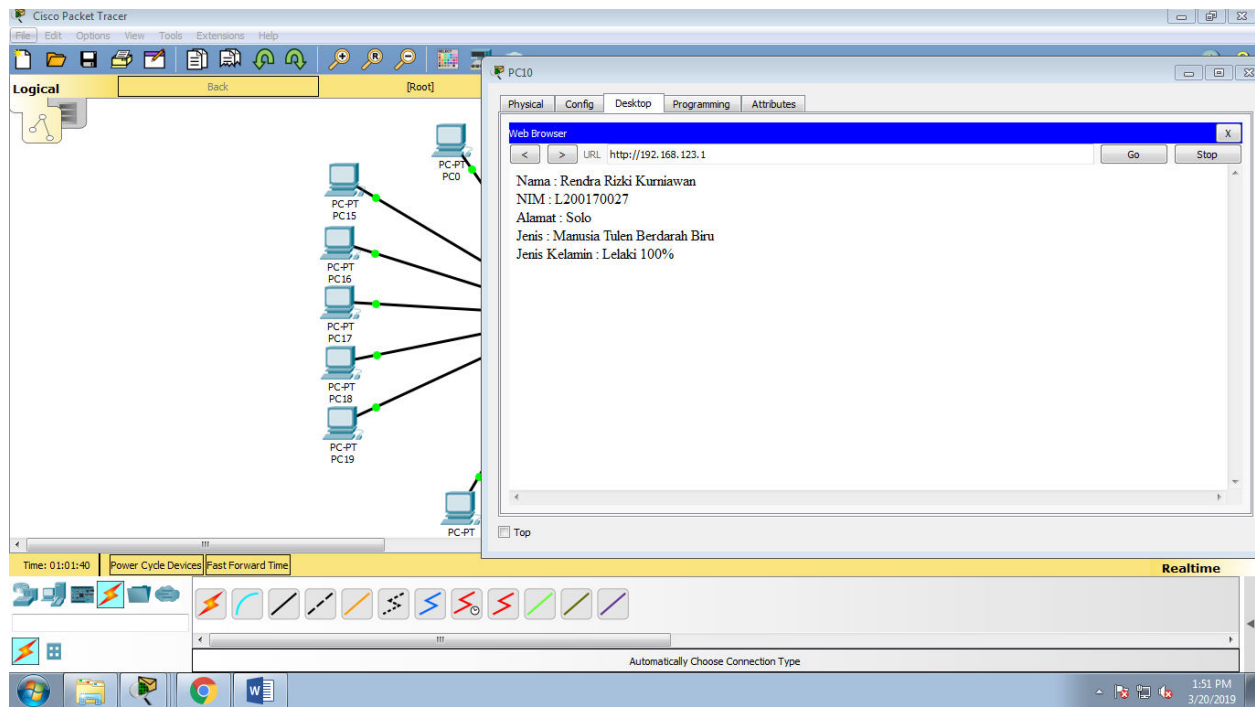 Cisco Packet Tracer
File Edit Options View Tools Extensions Help
Logical
Back
[Root]
PC-PT
PC0
PC-PT
PC15
PC-PT
PC16
PC-PT
PC17
PC-PT
PC18
PC-PT
PC19
PC-PT
PC10
Physical Config Desktop Programming Attributes
Web Browser
X
< > URL http://192.168.123.1 Go Stop
Nama : Rendra Rizki Kurniawan
NIM : L200170027
Alamat : Solo
Jenis : Manusia Tulen Berdarah Biru
Jenis Kelamin : Lelaki 100%
Top
Time: 01:01:40 Power Cycle Devices Fast Forward Time
Realtime
Automatically Choose Connection Type
1:51 PM
3/20/2019